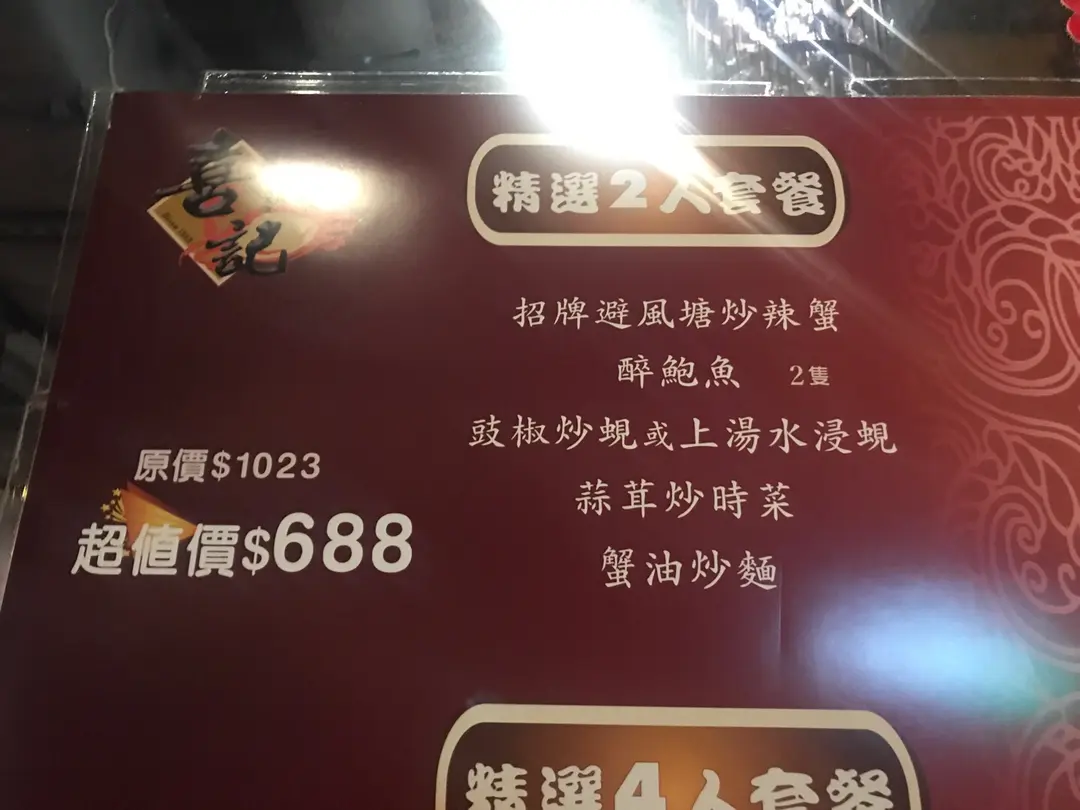 喜記
精選2人套餐
招牌避風塘炒辣蟹
醉鮑魚 2隻
豉椒炒蜆或上湯水浸蜆
蒜茸炒時菜
蟹油炒麵
原價$1023
超值價$688
精選4人套餐